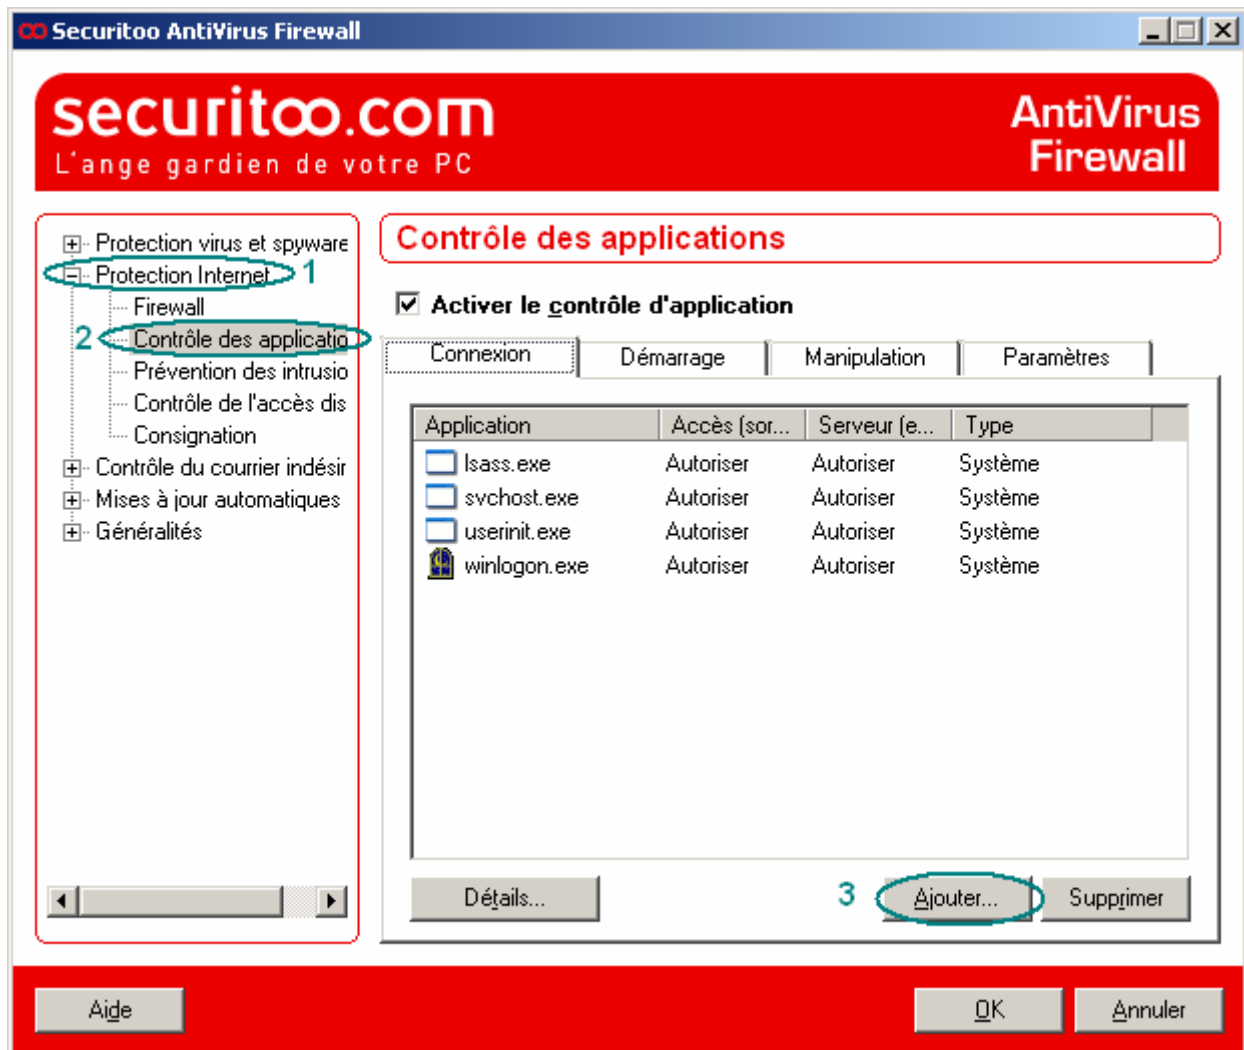 Securitoo AntiVirus Firewall
securitoo.com
L'ange gardien de votre PC
AntiVirus
Firewall
Protection virus et spyware
Protection Internet 1
Firewall
2 Contrôle des applicatio
Prévention des intrusio
Contrôle de l'accès dis
Consignation
Contrôle du courrier indésir
Mises à jour automatiques
Généralités
Contrôle des applications
Activer le contrôle d'application
Connexion Démarrage Manipulation Paramètres
Application Accès (sor... Serveur (e... Type
lsass.exe Autoriser Autoriser Système
svchost.exe Autoriser Autoriser Système
userinit.exe Autoriser Autoriser Système
winlogon.exe Autoriser Autoriser Système
Détails... 3 Ajouter... Supprimer
Aide OK Annuler